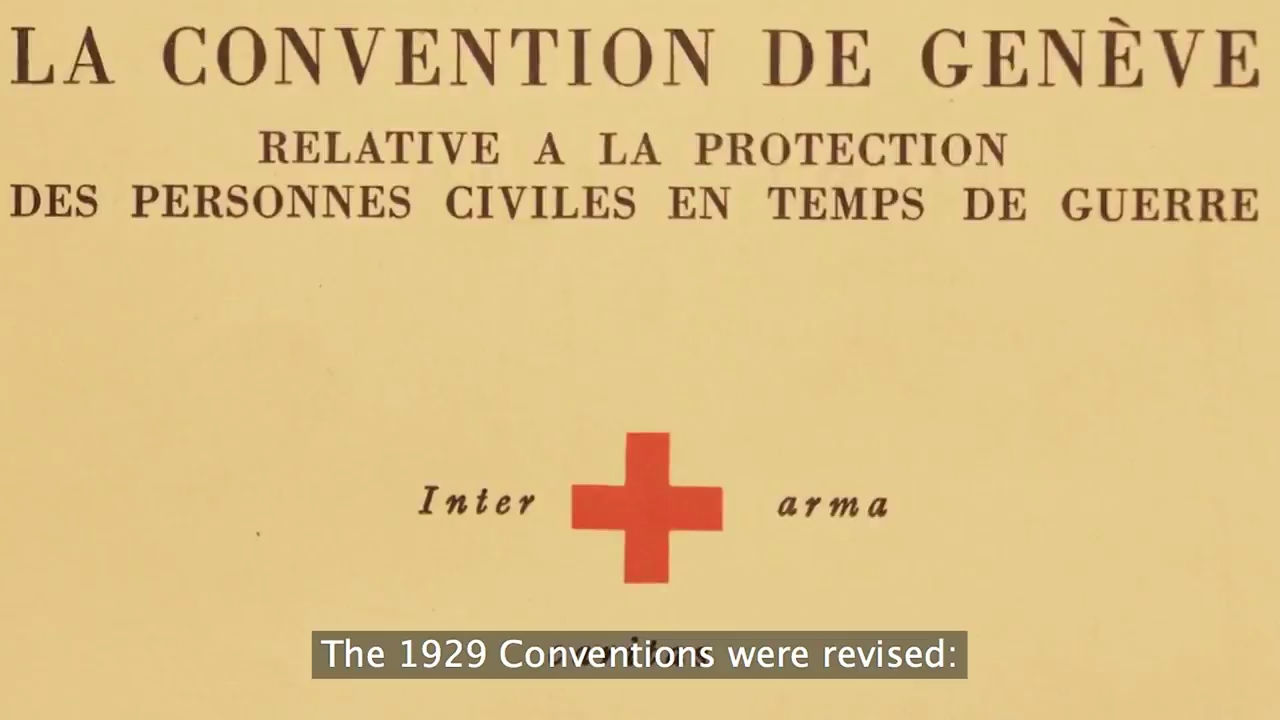 LA CONVENTION DE GENÈVE
RELATIVE A LA PROTECTION
DES PERSONNES CIVILES EN TEMPS DE GUERRE
Inter arma
The 1929 Conventions were revised: